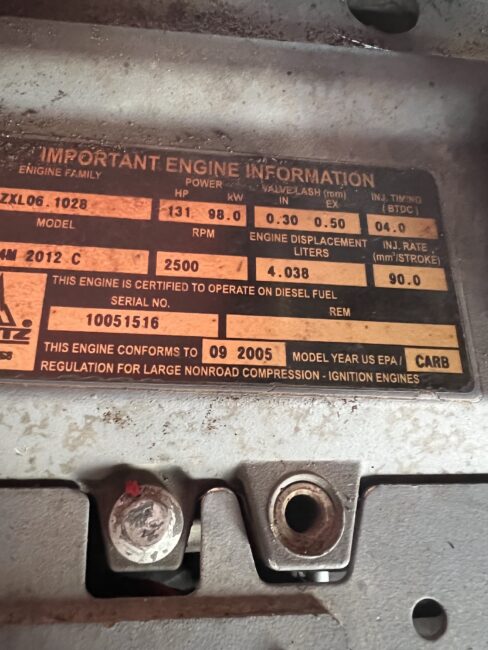 IMPORTANT ENGINE INFORMATION
ENGINE FAMILY POWER VALVE LASH (mm) INJ. TIMING
HP kW IN EX (BTDC)
ZXL06.1028 131 98.0 0.30 0.50 04.0
MODEL RPM ENGINE DISPLACEMENT LITERS INJ. RATE (mm³/STROKE)
4M 2012 C 2500 4.038 90.0
THIS ENGINE IS CERTIFIED TO OPERATE ON DIESEL FUEL
SERIAL NO. REM
10051516
THIS ENGINE CONFORMS TO 09 2005 MODEL YEAR US EPA / CARB
REGULATION FOR LARGE NONROAD COMPRESSION - IGNITION ENGINES